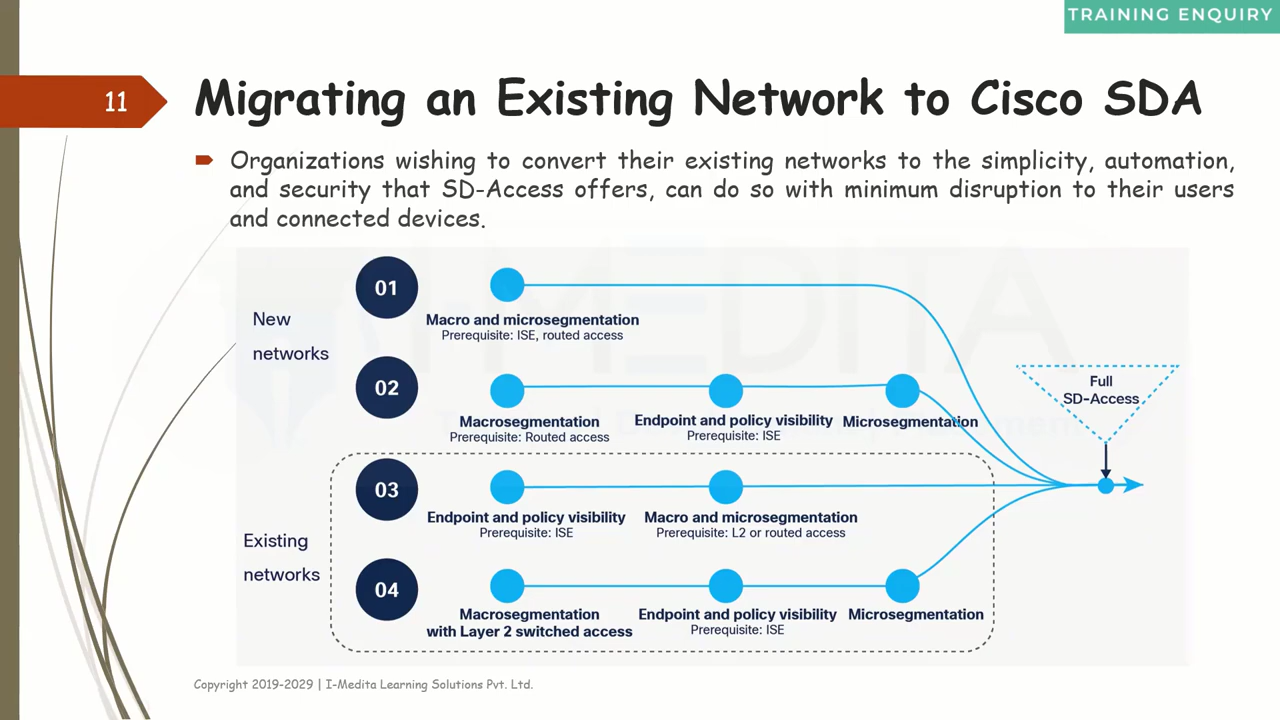 TRAINING ENQUIRY
11
Migrating an Existing Network to Cisco SDA
Organizations wishing to convert their existing networks to the simplicity, automation,
and security that SD-Access offers, can do so with minimum disruption to their users
and connected devices.
New
networks
01
Macro and microsegmentation
Prerequisite: ISE, routed access
02
Macrosegmentation
Prerequisite: Routed access
Endpoint and policy visibility
Prerequisite: ISE
Microsegmentation
Full
SD-Access
Existing
networks
03
Endpoint and policy visibility
Prerequisite: ISE
Macro and microsegmentation
Prerequisite: L2 or routed access
04
Macrosegmentation
with Layer 2 switched access
Endpoint and policy visibility
Prerequisite: ISE
Microsegmentation
I-MEDITA
Copyright 2019-2029 | I-Medita Learning Solutions Pvt. Ltd.